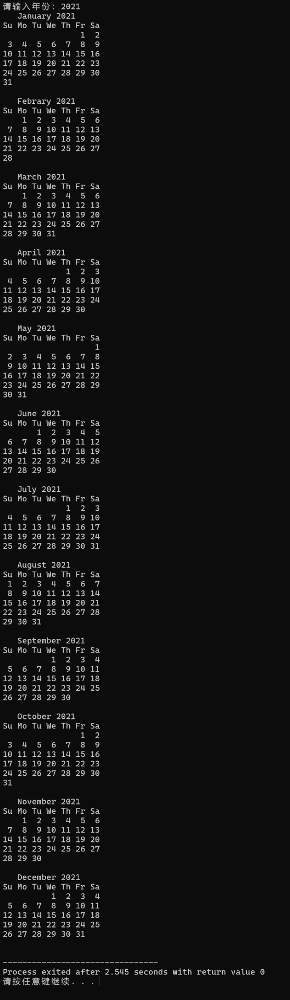 请输入年份: 2021
   January 2021
Su Mo Tu We Th Fr Sa
                1  2
 3  4  5  6  7  8  9
10 11 12 13 14 15 16
17 18 19 20 21 22 23
24 25 26 27 28 29 30
31

   Febrary 2021
Su Mo Tu We Th Fr Sa
    1  2  3  4  5  6
 7  8  9 10 11 12 13
14 15 16 17 18 19 20
21 22 23 24 25 26 27
28

   March 2021
Su Mo Tu We Th Fr Sa
    1  2  3  4  5  6
 7  8  9 10 11 12 13
14 15 16 17 18 19 20
21 22 23 24 25 26 27
28 29 30 31

   April 2021
Su Mo Tu We Th Fr Sa
             1  2  3
 4  5  6  7  8  9 10
11 12 13 14 15 16 17
18 19 20 21 22 23 24
25 26 27 28 29 30

   May 2021
Su Mo Tu We Th Fr Sa
                   1
 2  3  4  5  6  7  8
 9 10 11 12 13 14 15
16 17 18 19 20 21 22
23 24 25 26 27 28 29
30 31

   June 2021
Su Mo Tu We Th Fr Sa
       1  2  3  4  5
 6  7  8  9 10 11 12
13 14 15 16 17 18 19
20 21 22 23 24 25 26
27 28 29 30

   July 2021
Su Mo Tu We Th Fr Sa
             1  2  3
 4  5  6  7  8  9 10
11 12 13 14 15 16 17
18 19 20 21 22 23 24
25 26 27 28 29 30 31

   August 2021
Su Mo Tu We Th Fr Sa
 1  2  3  4  5  6  7
 8  9 10 11 12 13 14
15 16 17 18 19 20 21
22 23 24 25 26 27 28
29 30 31

   September 2021
Su Mo Tu We Th Fr Sa
          1  2  3  4
 5  6  7  8  9 10 11
12 13 14 15 16 17 18
19 20 21 22 23 24 25
26 27 28 29 30

   October 2021
Su Mo Tu We Th Fr Sa
                1  2
 3  4  5  6  7  8  9
10 11 12 13 14 15 16
17 18 19 20 21 22 23
24 25 26 27 28 29 30
31

   November 2021
Su Mo Tu We Th Fr Sa
    1  2  3  4  5  6
 7  8  9 10 11 12 13
14 15 16 17 18 19 20
21 22 23 24 25 26 27
28 29 30

   December 2021
Su Mo Tu We Th Fr Sa
          1  2  3  4
 5  6  7  8  9 10 11
12 13 14 15 16 17 18
19 20 21 22 23 24 25
26 27 28 29 30 31

--------------------------------
Process exited after 2.545 seconds with return value 0
请按任意键继续. . .